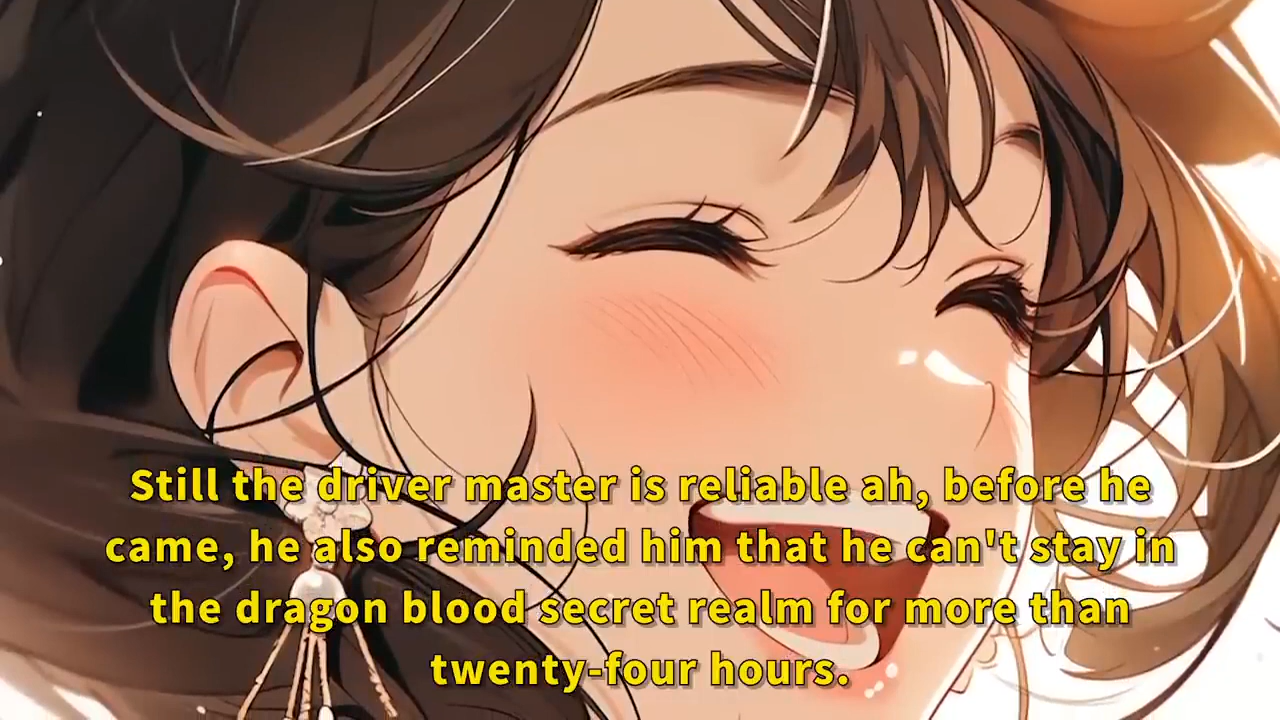 Still the driver master is reliable ah, before he
came, he also reminded him that he can't stay in
the dragon blood secret realm for more than
twenty-four hours.